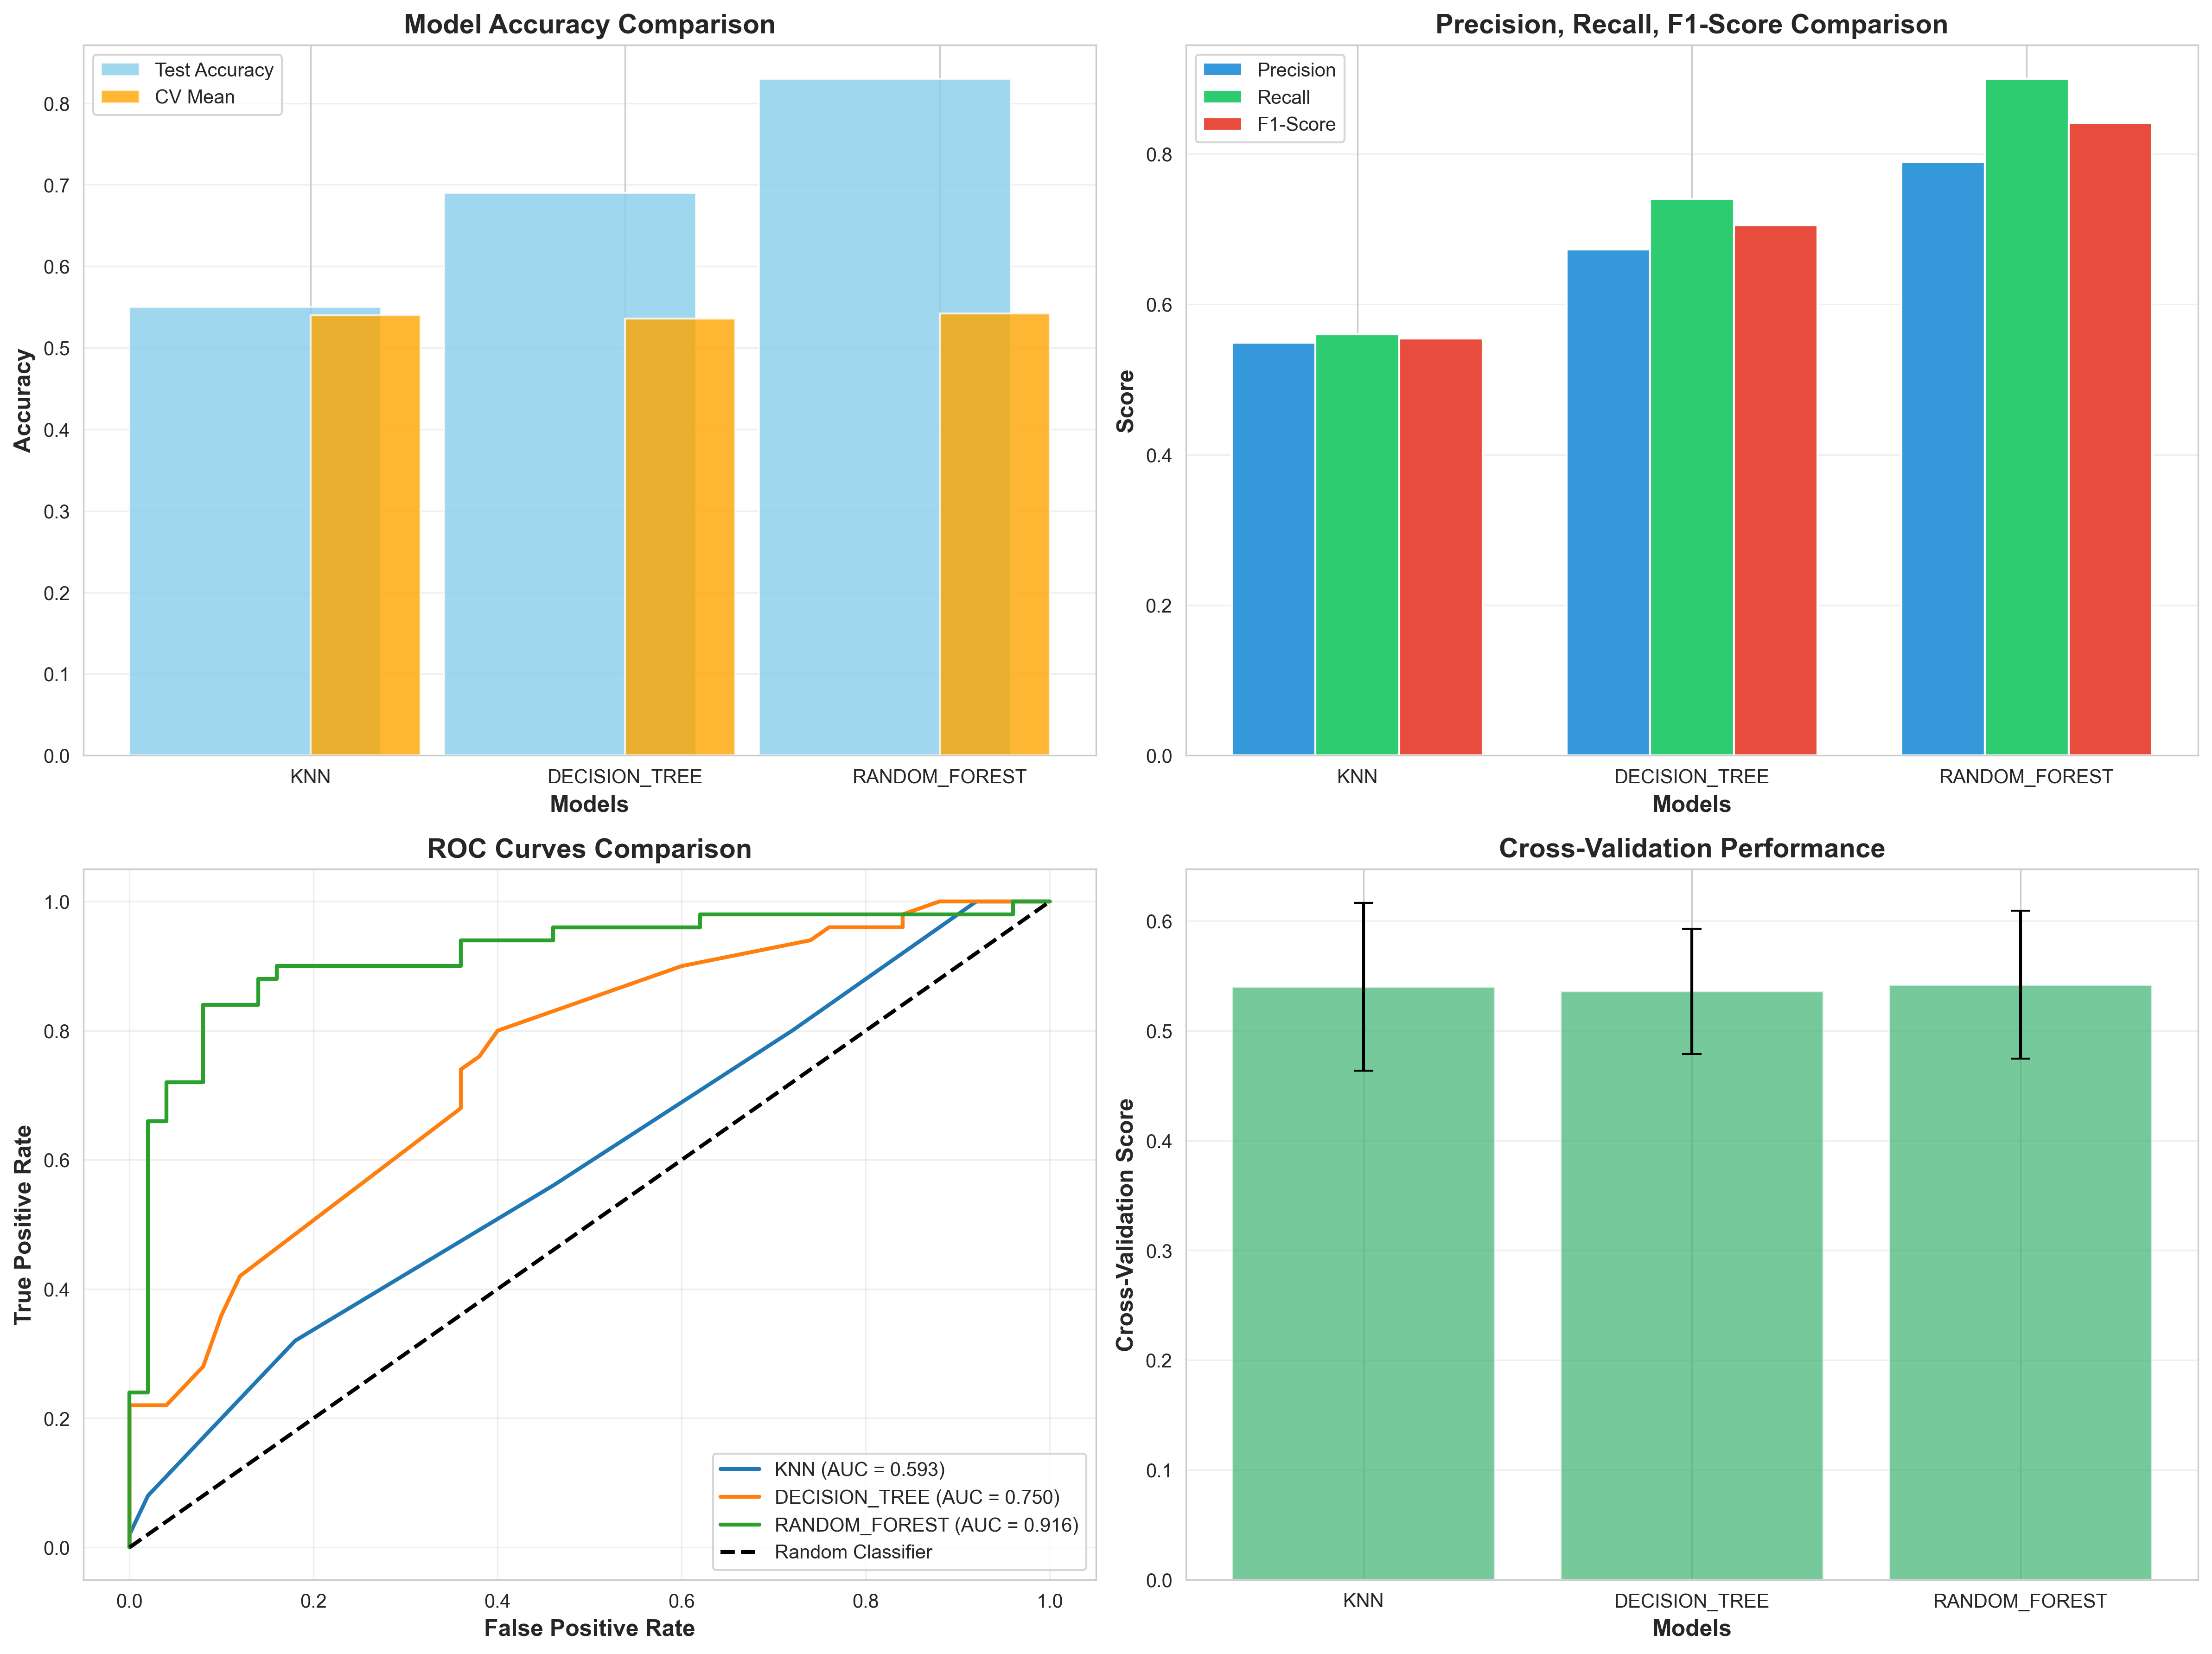 Model Accuracy Comparison
Test Accuracy
CV Mean
Accuracy
0.8
0.7
0.6
0.5
0.4
0.3
0.2
0.1
0.0
KNN DECISION_TREE RANDOM_FOREST
Models
Precision, Recall, F1-Score Comparison
Precision
Recall
F1-Score
Score
0.8
0.6
0.4
0.2
0.0
KNN DECISION_TREE RANDOM_FOREST
Models
ROC Curves Comparison
True Positive Rate
1.0
0.8
0.6
0.4
0.2
0.0
KNN (AUC = 0.593)
DECISION_TREE (AUC = 0.750)
RANDOM_FOREST (AUC = 0.916)
Random Classifier
0.0 0.2 0.4 0.6 0.8 1.0
False Positive Rate
Cross-Validation Performance
Cross-Validation Score
0.6
0.5
0.4
0.3
0.2
0.1
0.0
KNN DECISION_TREE RANDOM_FOREST
Models